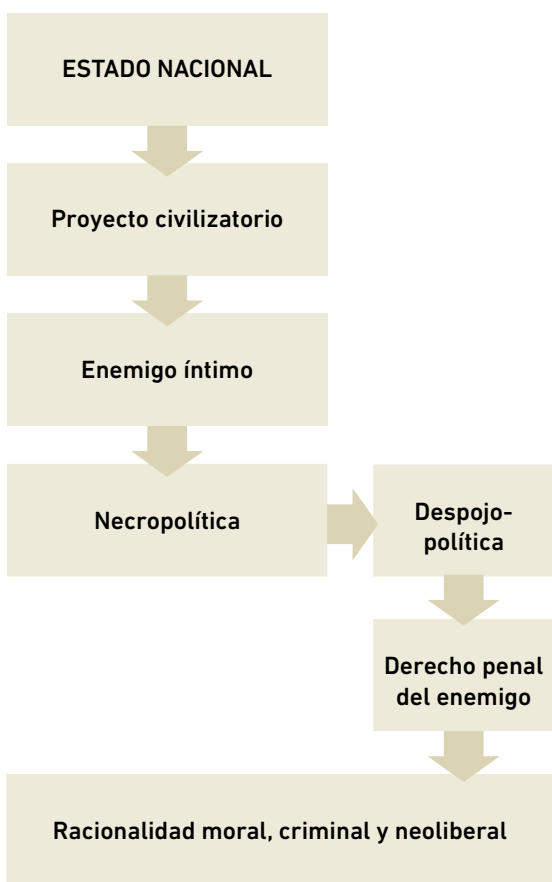 ESTADO NACIONAL
Proyecto civilizatorio
Enemigo íntimo
Necropolítica
Despojo-
política
Derecho penal
del enemigo
Racionalidad moral, criminal y neoliberal